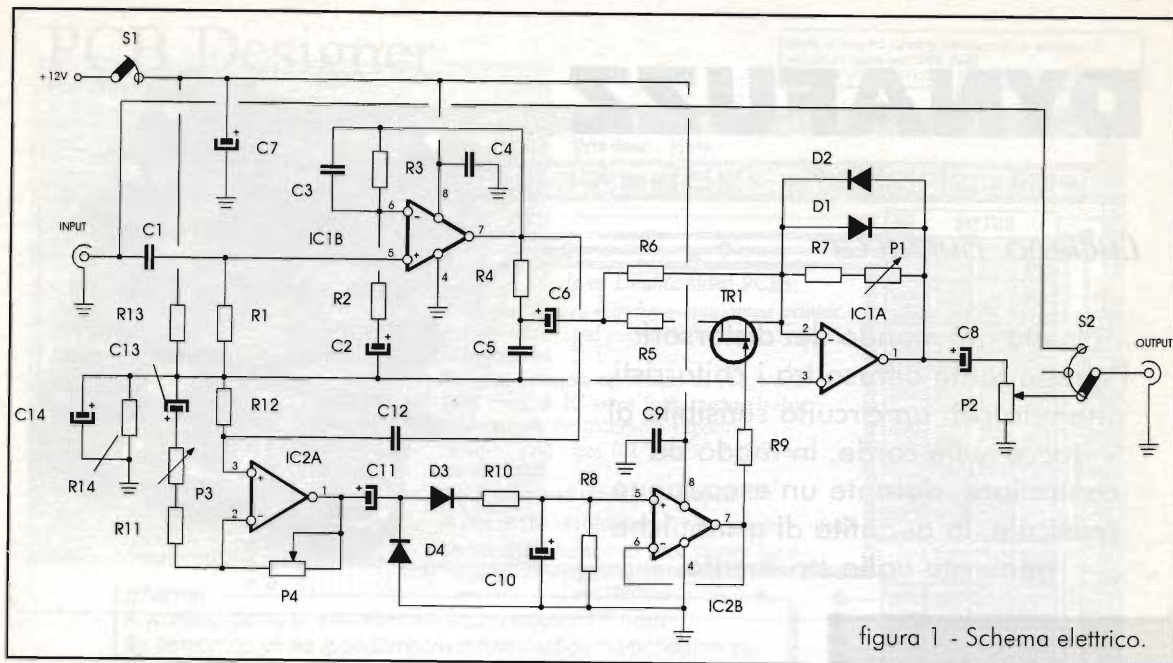 S1
+12V
C7
C3
R3
C4
8
6
INPUT
C1
IC1B
5
7
4
R13
R1
R2
C2
R4
C6
C5
R6
R5
TR1
D2
D1
R7
P1
IC1A
2
3
1
C8
S2
OUTPUT
P2
C13
C14
R12
C12
C9
R9
R14
P3
R11
3
2
1
IC2A
C11
D3
R10
R8
8
5
6
7
4
D4
C10
P4
IC2B
figura 1 - Schema elettrico.